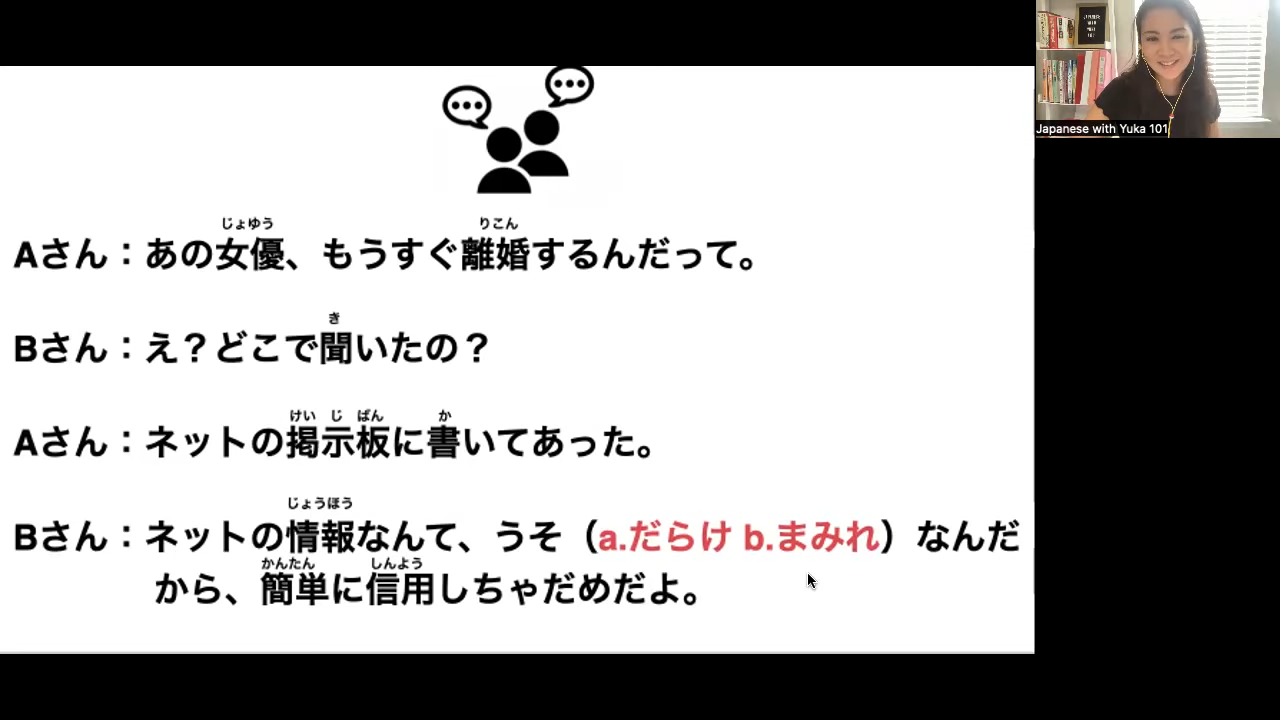 Japanese with Yuka 101
じょゆう りこん
Aさん：あの女優、もうすぐ離婚するんだって。
き
Bさん：え？どこで聞いたの？
けい じ ばん か
Aさん：ネットの掲示板に書いてあった。
じょうほう
Bさん：ネットの情報なんて、うそ（a.だらけ b.まみれ）なんだ
かんたん しんよう
から、簡単に信用しちゃだめだよ。